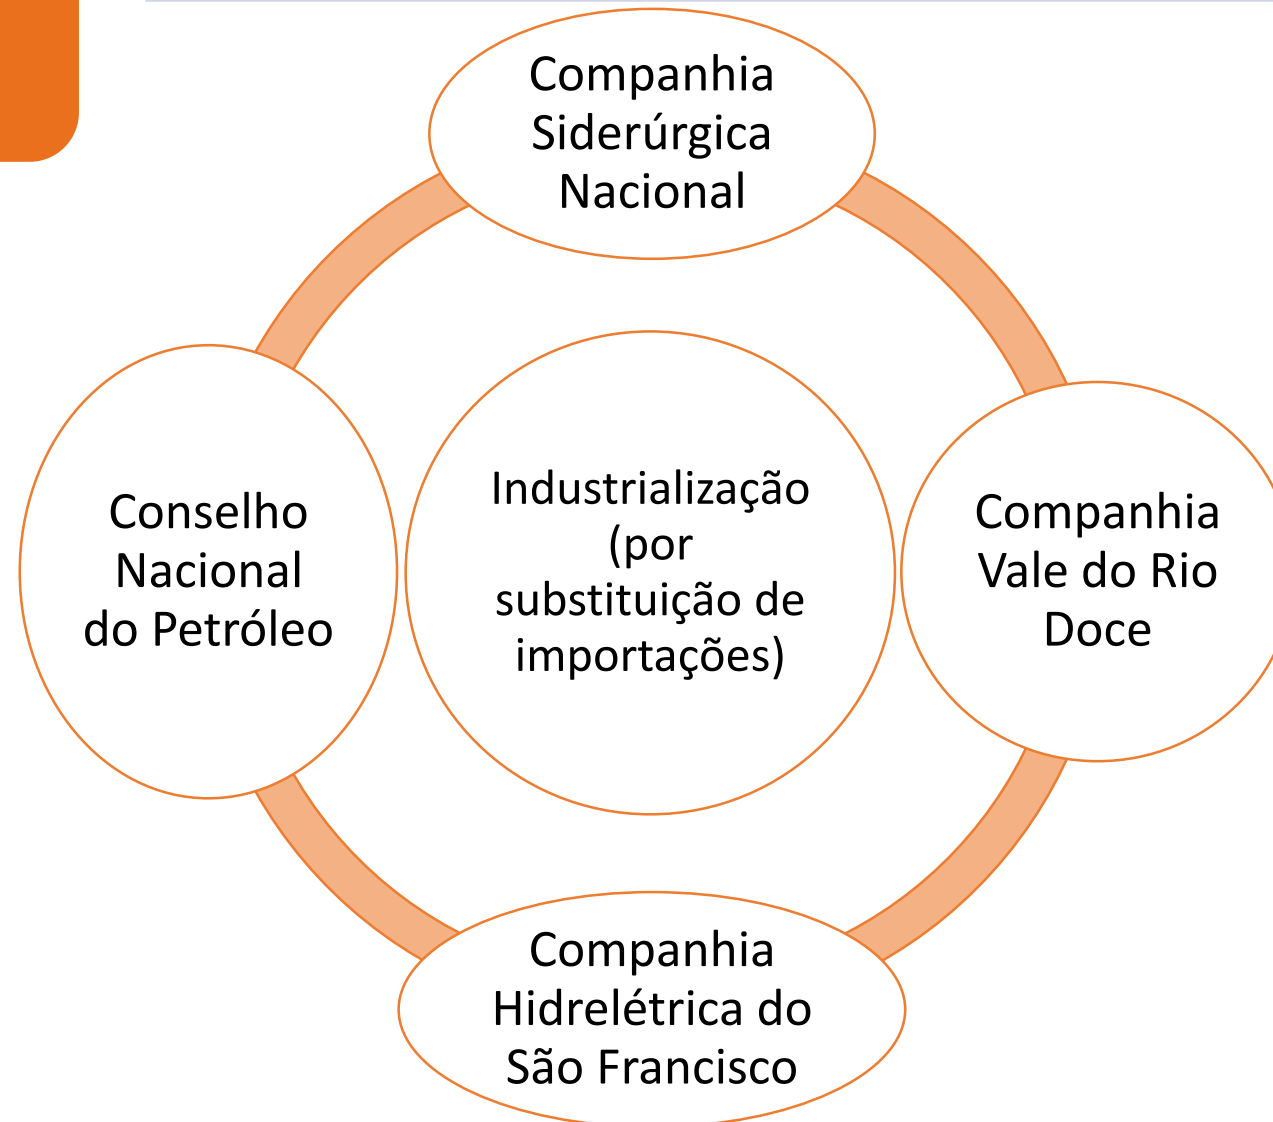 Companhia
Siderúrgica
Nacional
Conselho
Nacional
do Petróleo
Industrialização
(por
substituição de
importações)
Companhia
Vale do Rio
Doce
Companhia
Hidrelétrica do
São Francisco